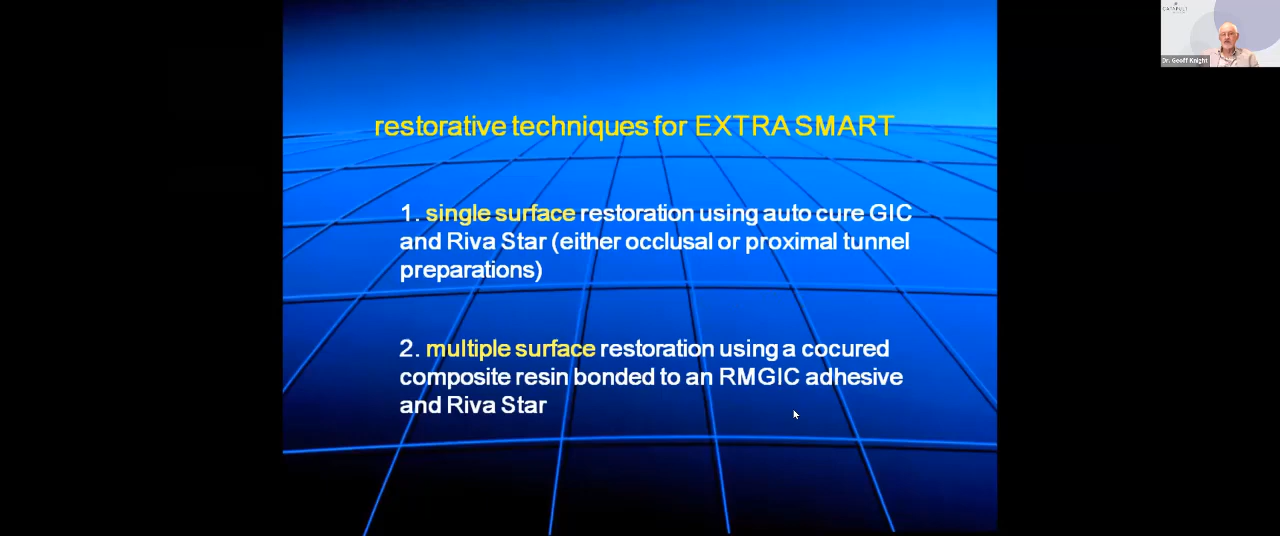 CATAPULT
Dr. Geoff Knight
restorative techniques for EXTRA SMART
1. single surface restoration using auto cure GIC
and Riva Star (either occlusal or proximal tunnel
preparations)
2. multiple surface restoration using a cocured
composite resin bonded to an RMGIC adhesive
and Riva Star